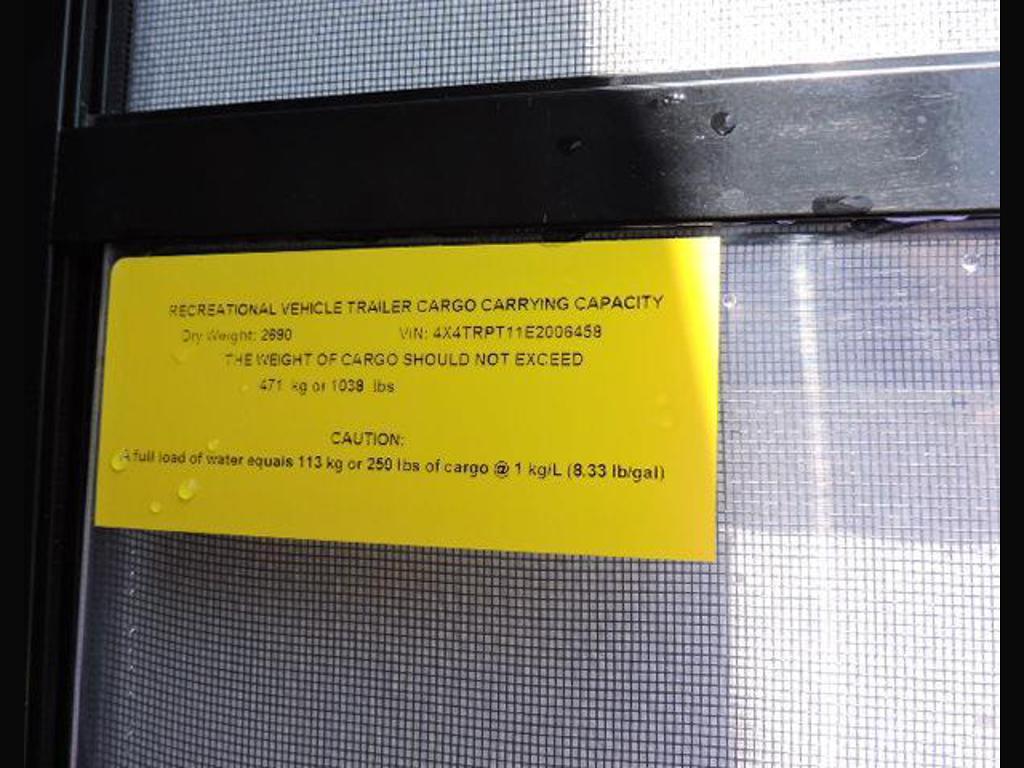 RECREATIONAL VEHICLE TRAILER CARGO CARRYING CAPACITY
Dry Weight: 2690 VIN: 4X4TRPT11E2006458
THE WEIGHT OF CARGO SHOULD NOT EXCEED
471 kg or 1038 lbs
CAUTION:
A full load of water equals 113 kg or 250 lbs of cargo @ 1 kg/L (8.33 lb/gal)